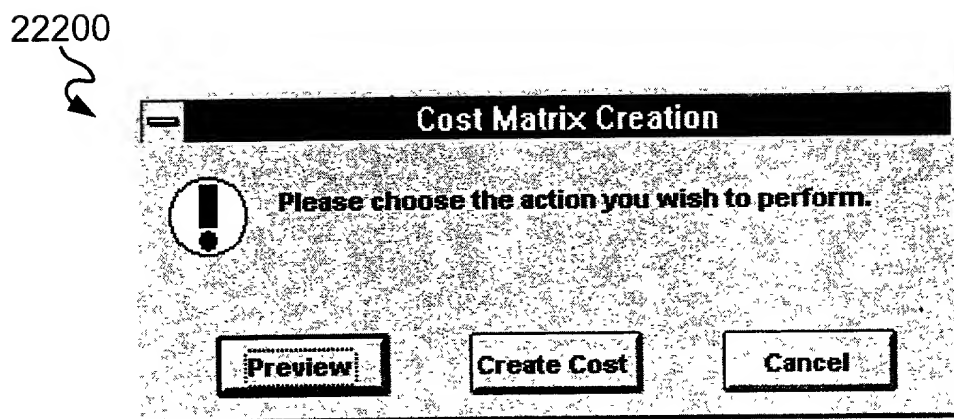 22200
Cost Matrix Creation
Please choose the action you wish to perform.
Preview Create Cost Cancel